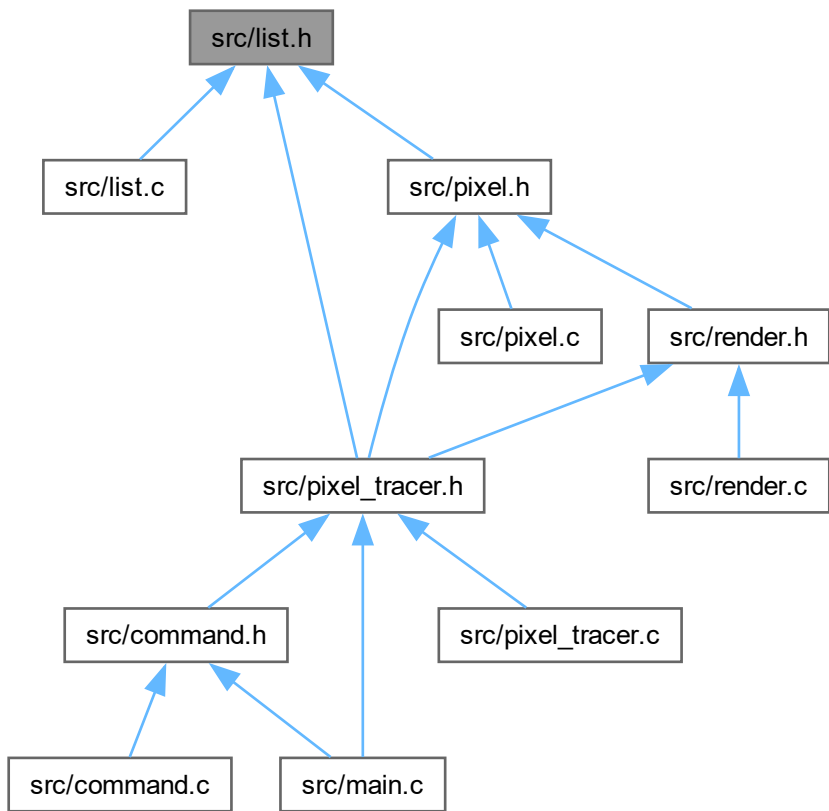 src/list.h
src/list.c
src/pixel.h
src/pixel.c
src/render.h
src/pixel_tracer.h
src/render.c
src/command.h
src/pixel_tracer.c
src/command.c
src/main.c